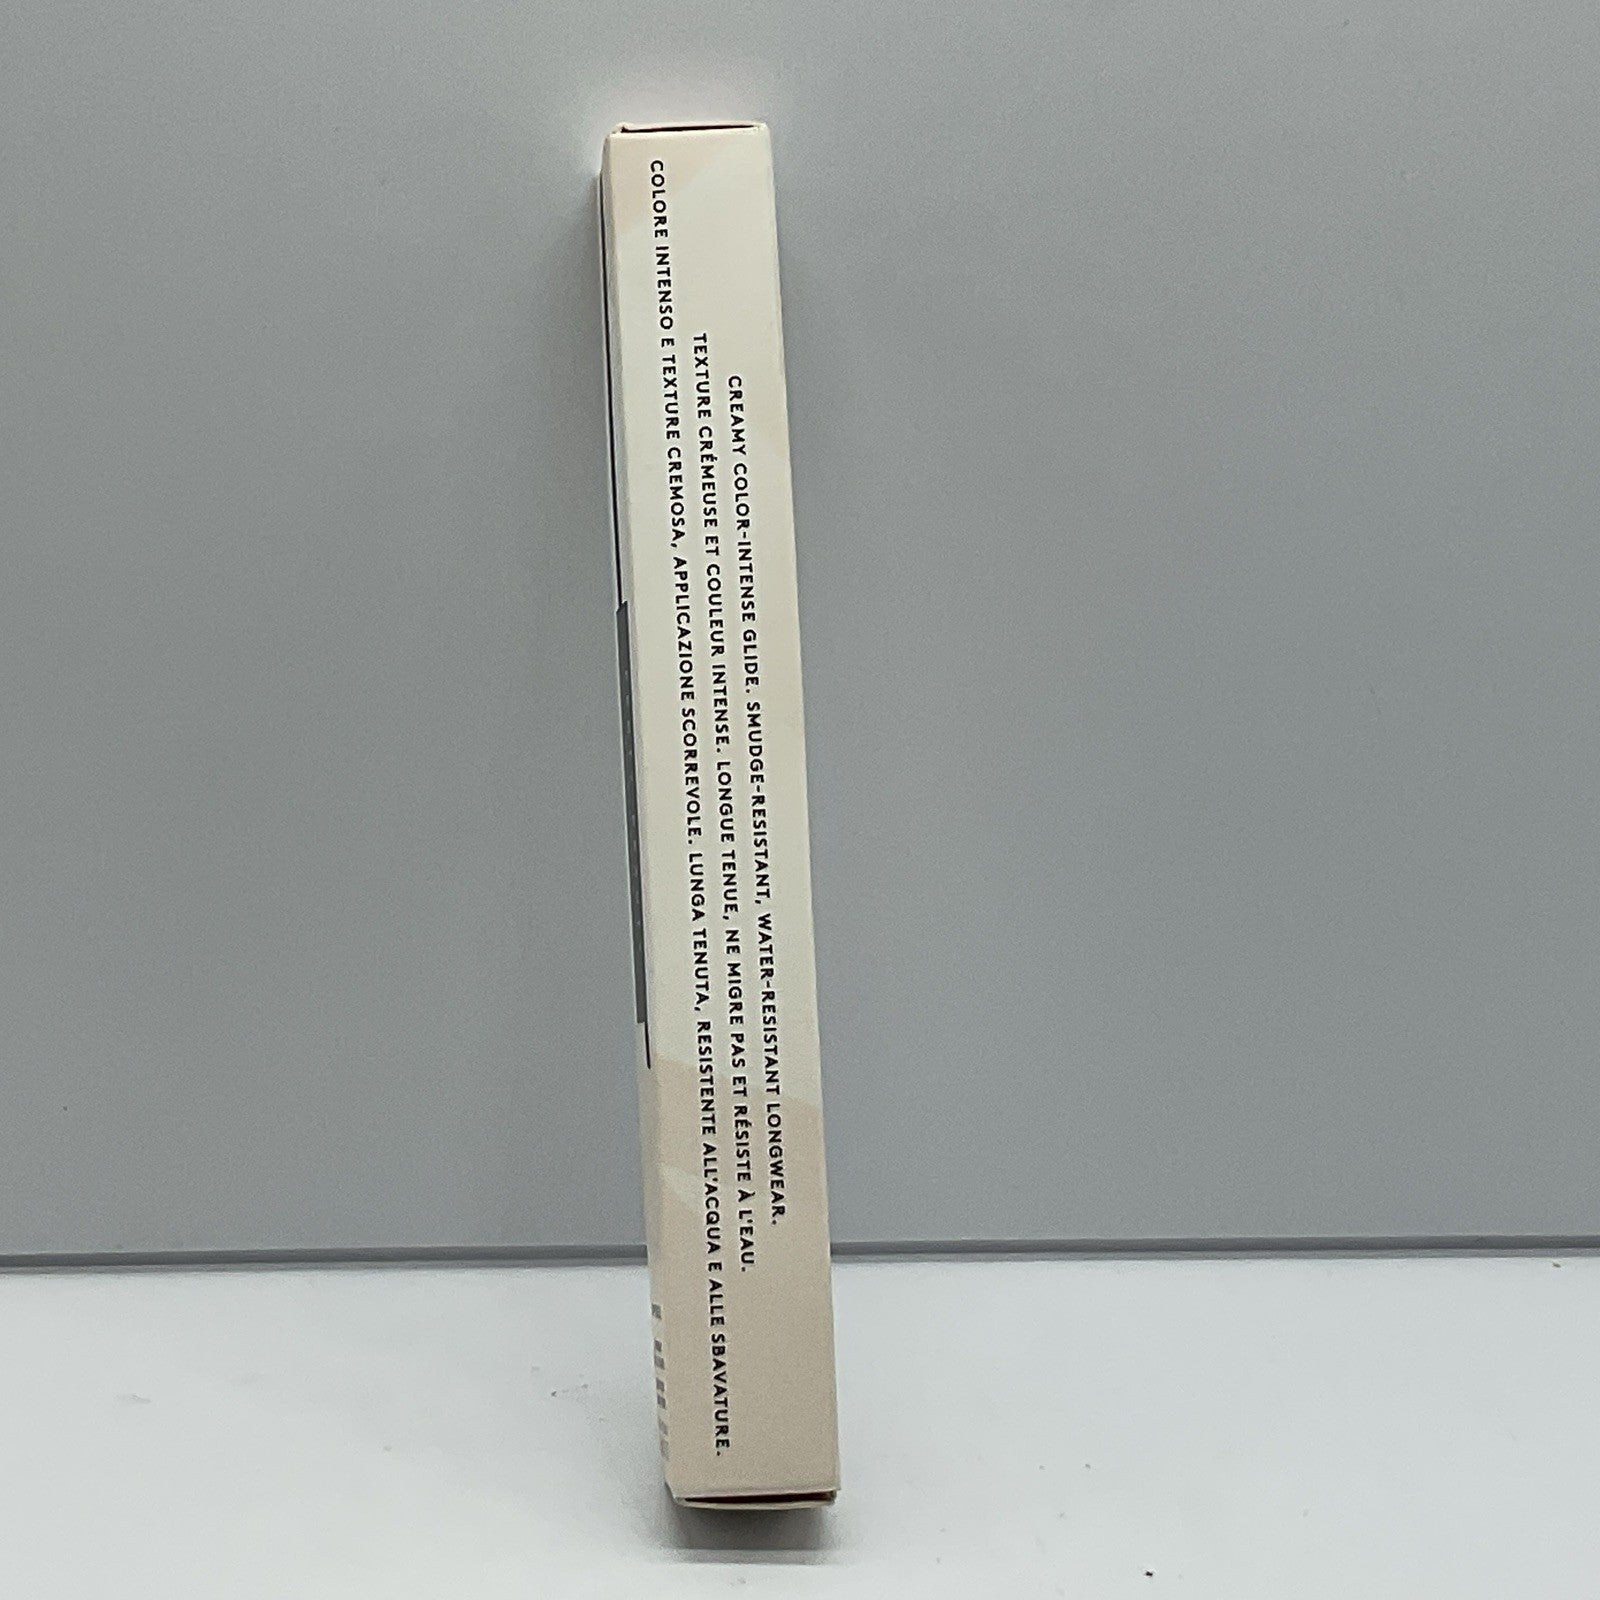 CREAMY COLOR-INTENSE GLIDE. SMUDGE-RESISTANT, WATER-RESISTANT LONGWEAR.
TEXTURE CRÉMEUSE ET COULEUR INTENSE. LONGUE TENUE, NE MIGRE PAS ET RÉSISTE À L'EAU.
COLORE INTENSO E TEXTURE CREMOSA, APPLICAZIONE SCORREVOLE. LUNGA TENUTA, RESISTENTE ALL'ACQUA E ALLE SBAVATURE.